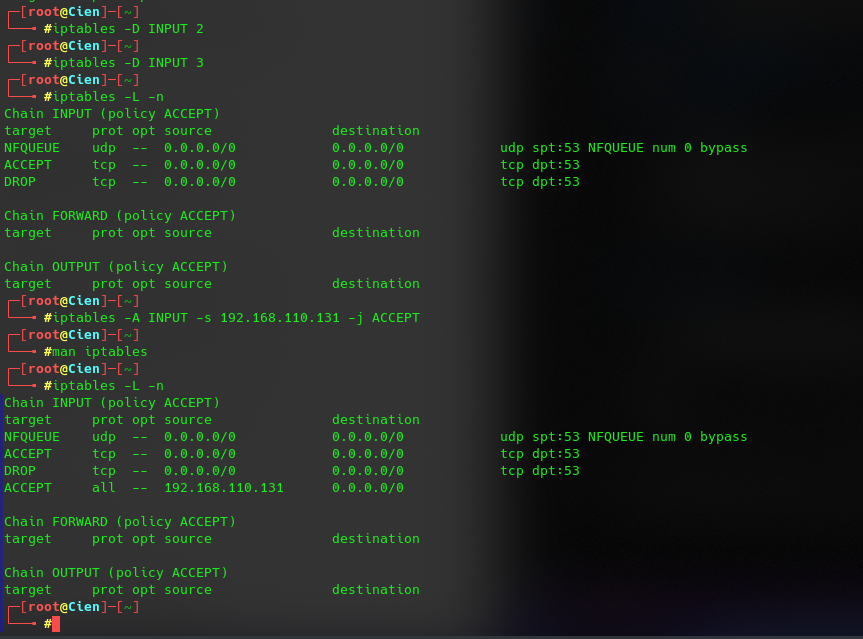 ┌─[root@Cien]─[~]
└──╼ #iptables -D INPUT 2
┌─[root@Cien]─[~]
└──╼ #iptables -D INPUT 3
┌─[root@Cien]─[~]
└──╼ #iptables -L -n
Chain INPUT (policy ACCEPT)
target     prot opt source               destination
NFQUEUE    udp  --  0.0.0.0/0            0.0.0.0/0            udp spt:53 NFQUEUE num 0 bypass
ACCEPT     tcp  --  0.0.0.0/0            0.0.0.0/0            tcp dpt:53
DROP       tcp  --  0.0.0.0/0            0.0.0.0/0            tcp dpt:53

Chain FORWARD (policy ACCEPT)
target     prot opt source               destination

Chain OUTPUT (policy ACCEPT)
target     prot opt source               destination
┌─[root@Cien]─[~]
└──╼ #iptables -A INPUT -s 192.168.110.131 -j ACCEPT
┌─[root@Cien]─[~]
└──╼ #man iptables
┌─[root@Cien]─[~]
└──╼ #iptables -L -n
Chain INPUT (policy ACCEPT)
target     prot opt source               destination
NFQUEUE    udp  --  0.0.0.0/0            0.0.0.0/0            udp spt:53 NFQUEUE num 0 bypass
ACCEPT     tcp  --  0.0.0.0/0            0.0.0.0/0            tcp dpt:53
DROP       tcp  --  0.0.0.0/0            0.0.0.0/0            tcp dpt:53
ACCEPT     all  --  192.168.110.131      0.0.0.0/0

Chain FORWARD (policy ACCEPT)
target     prot opt source               destination

Chain OUTPUT (policy ACCEPT)
target     prot opt source               destination
┌─[root@Cien]─[~]
└──╼ #